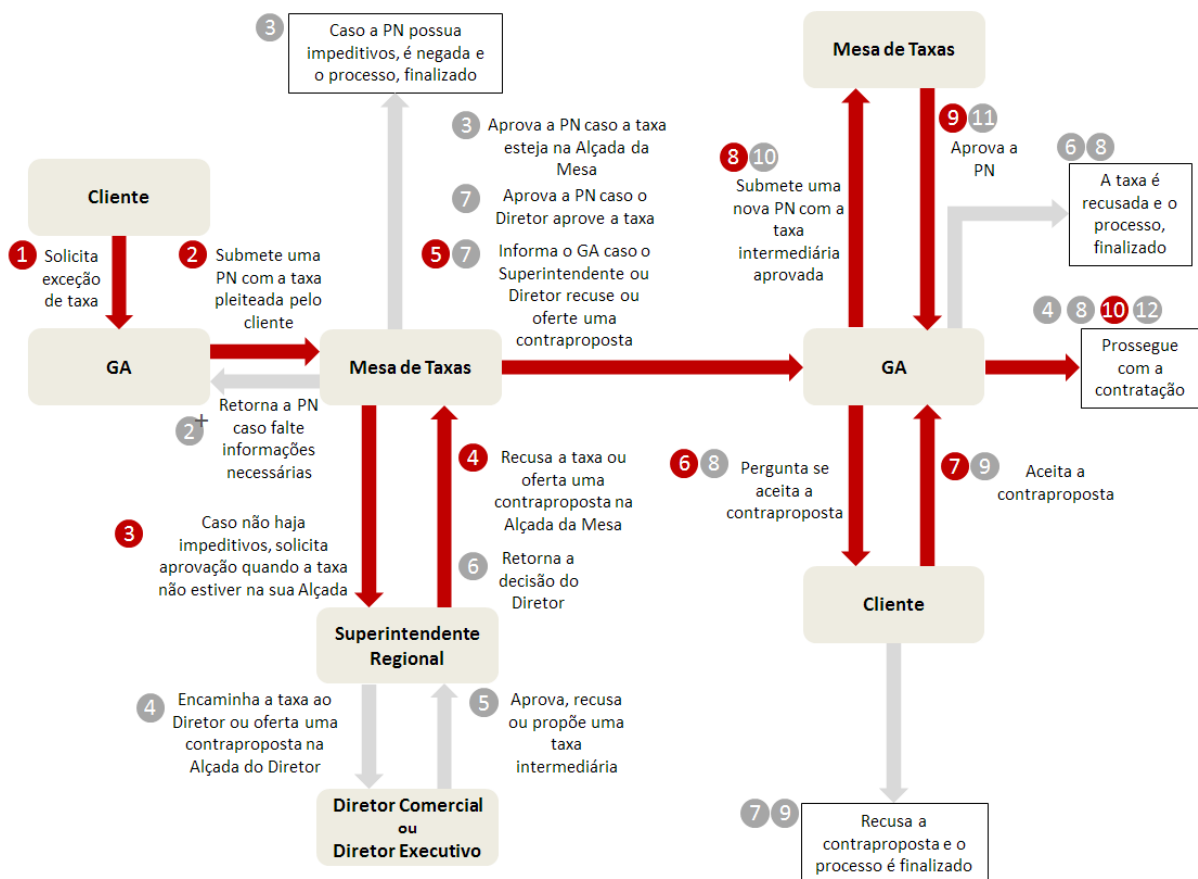 3
Caso a PN possua
impeditivos, é negada e
o processo, finalizado
Mesa de Taxas
3
Aprova a PN caso a taxa
esteja na Alçada da
Mesa
7
Aprova a PN caso o
Diretor aprove a taxa
5 7
Informa o GA caso o
Superintendente ou
Diretor recuse ou
oferte uma
contraproposta
8 10
Submete uma
nova PN com a
taxa
intermediária
aprovada
9 11
Aprova a
PN
6 8
A taxa é
recusada e o
processo,
finalizado
Cliente
1
Solicita
exceção
de taxa
2
Submete uma
PN com a taxa
pleiteada pelo
cliente
GA
Mesa de Taxas
GA
4 8 10 12
Prossegue
com a
contratação
2+
Retorna a PN
caso falte
informações
necessárias
3
Caso não haja
impeditivos, solicita
aprovação quando a taxa
não estiver na sua Alçada
4
Recusa a taxa ou
oferta uma
contraproposta na
Alçada da Mesa
6
Retorna a
decisão do
Diretor
6 8
Pergunta se
aceita a
contraproposta
7 9
Aceita a
contraproposta
Superintendente
Regional
Cliente
4
Encaminha a taxa ao
Diretor ou oferta uma
contraproposta na
Alçada do Diretor
5
Aprova, recusa
ou propõe uma
taxa
intermediária
Diretor Comercial
ou
Diretor Executivo
7 9
Recusa a
contraproposta e o
processo é finalizado